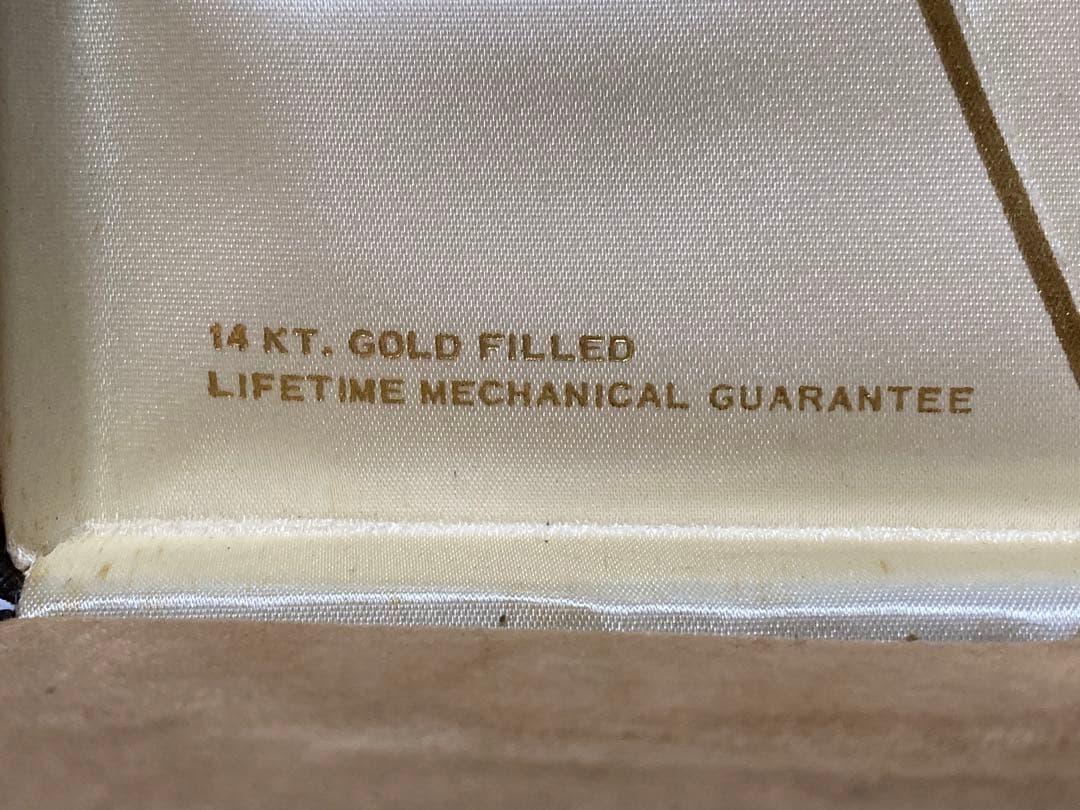 14 KT. GOLD FILLED
LIFETIME MECHANICAL GUARANTEE